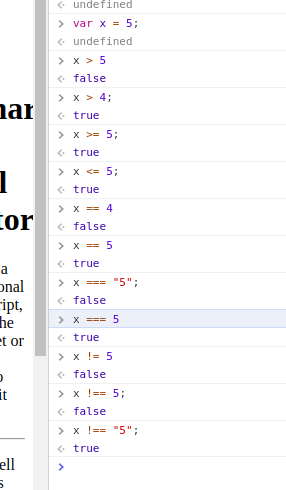 undefined
var x = 5;
undefined
x > 5
false
x > 4;
true
x >= 5;
true
x <= 5;
true
x == 4
false
x == 5
true
x === "5";
false
x === 5
true
x != 5
false
x !== 5;
false
x !== "5";
true
nar
l
tor
a
onal
ript,
he
et or
o
it
ell
s